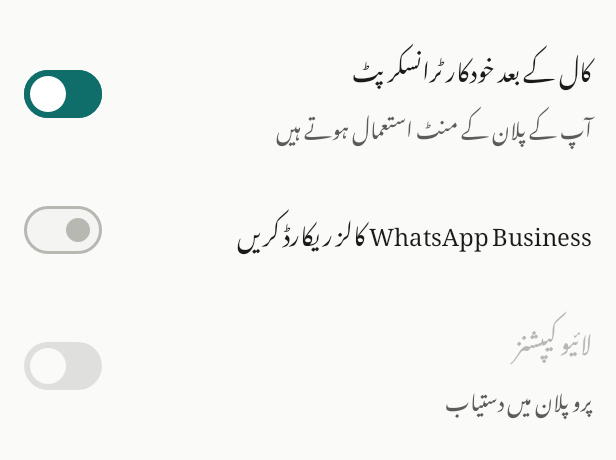 کال کے بعد خودکار ٹرانسکرپٹ
آپ کے پلان کے منٹ استعمال ہوتے ہیں
WhatsApp Business کالز ریکارڈ کریں
لائیو کیپشنز
پرو پلان میں دستیاب